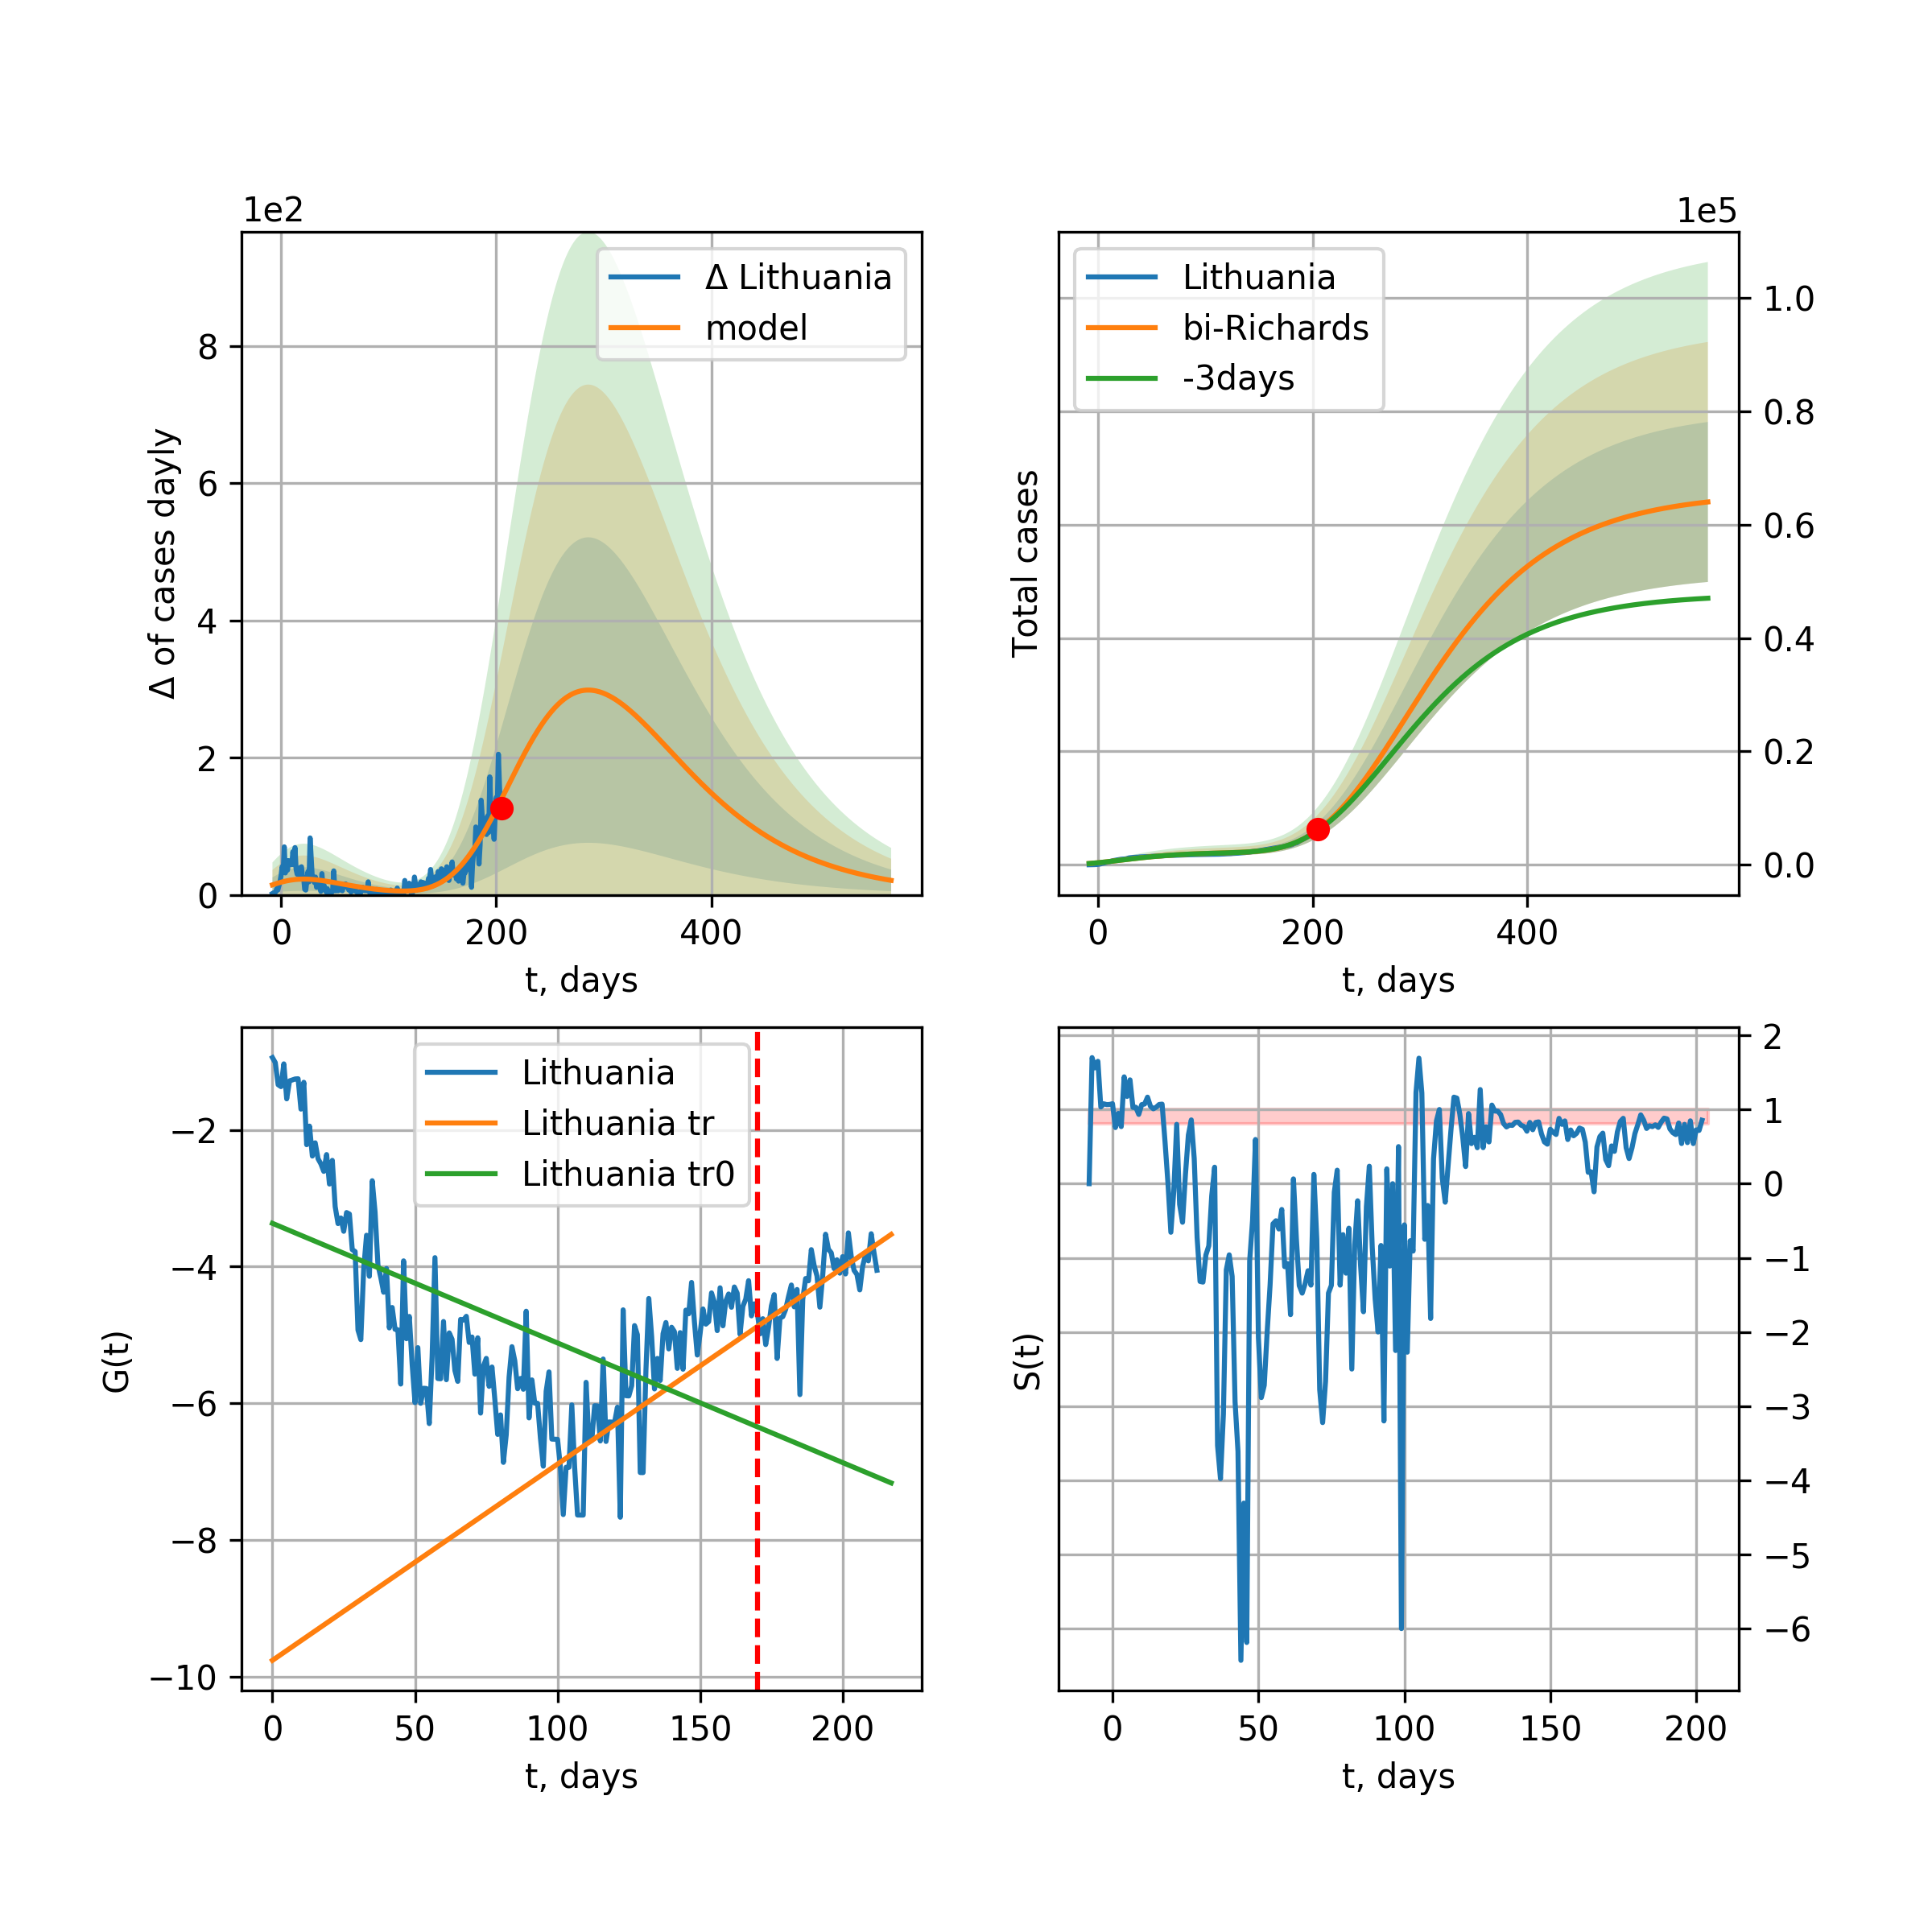 1e2
Δ Lithuania
model
8
6
4
2
0
Δ of cases dayly
0 200 400
t, days
1e5
Lithuania
bi-Richards
-3days
1.0
0.8
0.6
0.4
0.2
0.0
Total cases
0 200 400
t, days
Lithuania
Lithuania tr
Lithuania tr0
−2
−4
−6
−8
−10
G(t)
0 50 100 150 200
t, days
2
1
0
−1
−2
−3
−4
−5
−6
S(t)
0 50 100 150 200
t, days